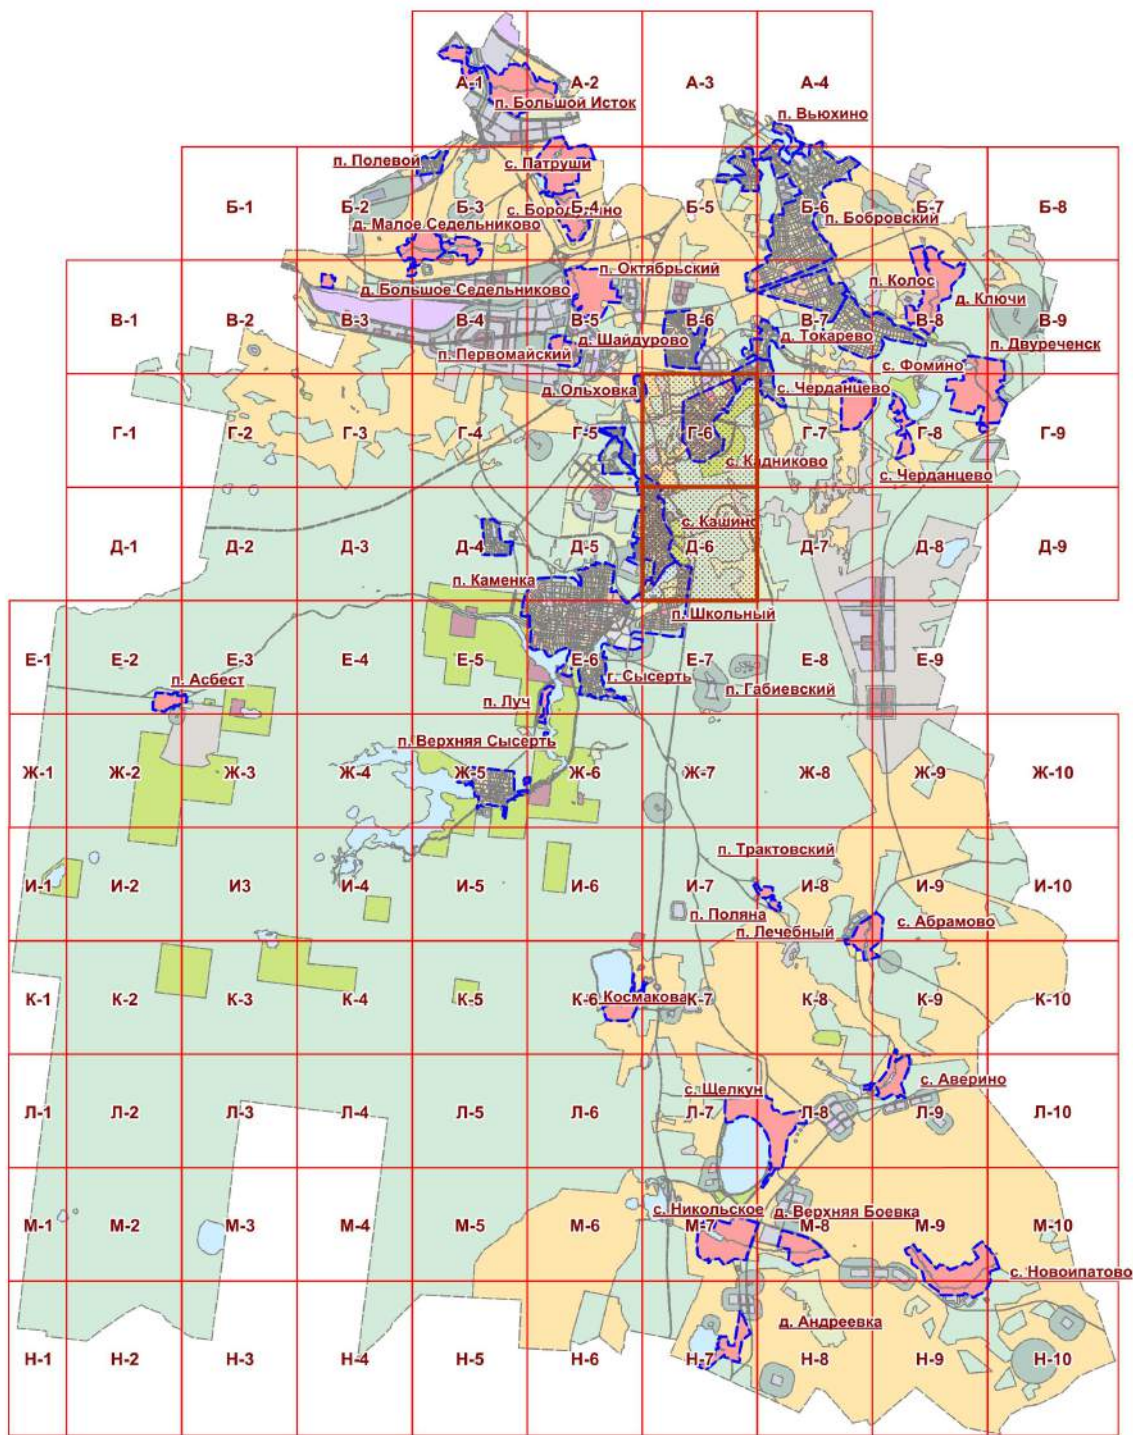 А-1 А-2 А-3 А-4
п. Большой Исток
п. Вьюхино
п. Полевой
с. Патруши
Б-1 Б-2 Б-3 Б-4 Б-5 Б-6 Б-7 Б-8
с. Бородулино
п. Бобровский
д. Малое Седельниково
п. Октябрьский
д. Большое Седельниково
п. Колос
д. Ключи
В-1 В-2 В-3 В-4 В-5 В-6 В-7 В-8 В-9
д. Шайдурово
д. Токарево
п. Двуреченск
п. Первомайский
с. Фомино
д. Ольховка
с. Черданцево
Г-1 Г-2 Г-3 Г-4 Г-5 Г-6 Г-7 Г-8 Г-9
с. Кадниково
с. Черданцево
с. Кашино
Д-1 Д-2 Д-3 Д-4 Д-5 Д-6 Д-7 Д-8 Д-9
п. Каменка
п. Школьный
Е-1 Е-2 Е-3 Е-4 Е-5 Е-6 Е-7 Е-8 Е-9
п. Асбест
г. Сысерть
п. Габиевский
п. Луч
п. Верхняя Сысерть
Ж-1 Ж-2 Ж-3 Ж-4 Ж-5 Ж-6 Ж-7 Ж-8 Ж-9 Ж-10
п. Трактовский
И-1 И-2 И3 И-4 И-5 И-6 И-7 И-8 И-9 И-10
п. Поляна
с. Абрамово
п. Лечебный
К-1 К-2 К-3 К-4 К-5 К-6 Космакова К-7 К-8 К-9 К-10
с. Щелкун
с. Аверино
Л-1 Л-2 Л-3 Л-4 Л-5 Л-6 Л-7 Л-8 Л-9 Л-10
с. Никольское
д. Верхняя Боевка
М-1 М-2 М-3 М-4 М-5 М-6 М-7 М-8 М-9 М-10
с. Новоипатово
д. Андреевка
Н-1 Н-2 Н-3 Н-4 Н-5 Н-6 Н-7 Н-8 Н-9 Н-10